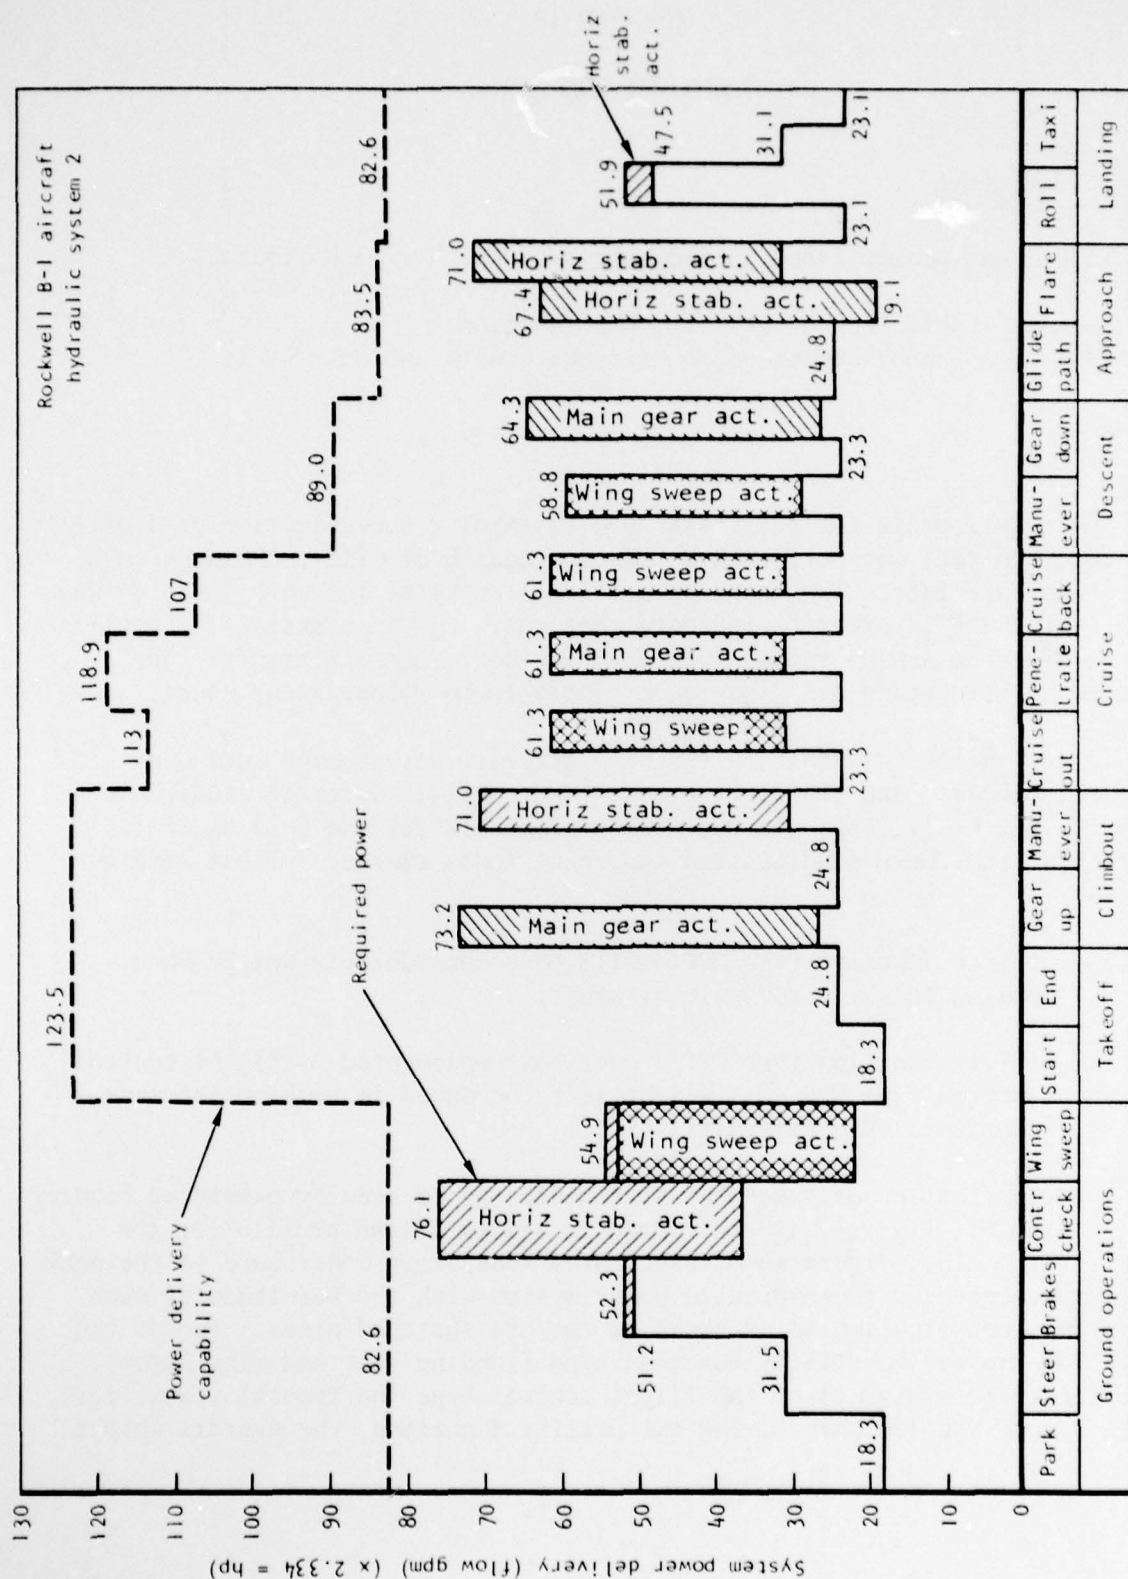 Rockwell B-1 aircraft
hydraulic system 2
System power delivery (flow gpm) (x 2.334 = hp)
130
120
110
100
90
80
70
60
50
40
30
20
10
0
Power delivery
capability
Required power
82.6
123.5
113
118.9
107
89.0
83.5
82.6
18.3
31.5
51.2
52.3
76.1
Horiz stab. act.
54.9
Wing sweep act.
18.3
24.8
73.2
Main gear act.
24.8
71.0
Horiz stab. act.
23.3
61.3
Wing sweep
61.3
Main gear act.
61.3
Wing sweep act.
58.8
Wing sweep act.
23.3
64.3
Main gear act.
24.8
67.4
Horiz stab. act.
19.1
71.0
Horiz stab. act.
23.1
51.9
47.5
Horiz
stab.
act.
31.1
23.1
Park
Steer
Brakes
Contr
check
Wing
sweep
Start
End
Gear
up
Manu-
ever
Cruise
out
Pene-
trate
Cruise
back
Manu-
ever
Gear
down
Glide
path
Flare
Roll
Taxi
Ground operations
Takeoff
Climbout
Cruise
Descent
Approach
Landing